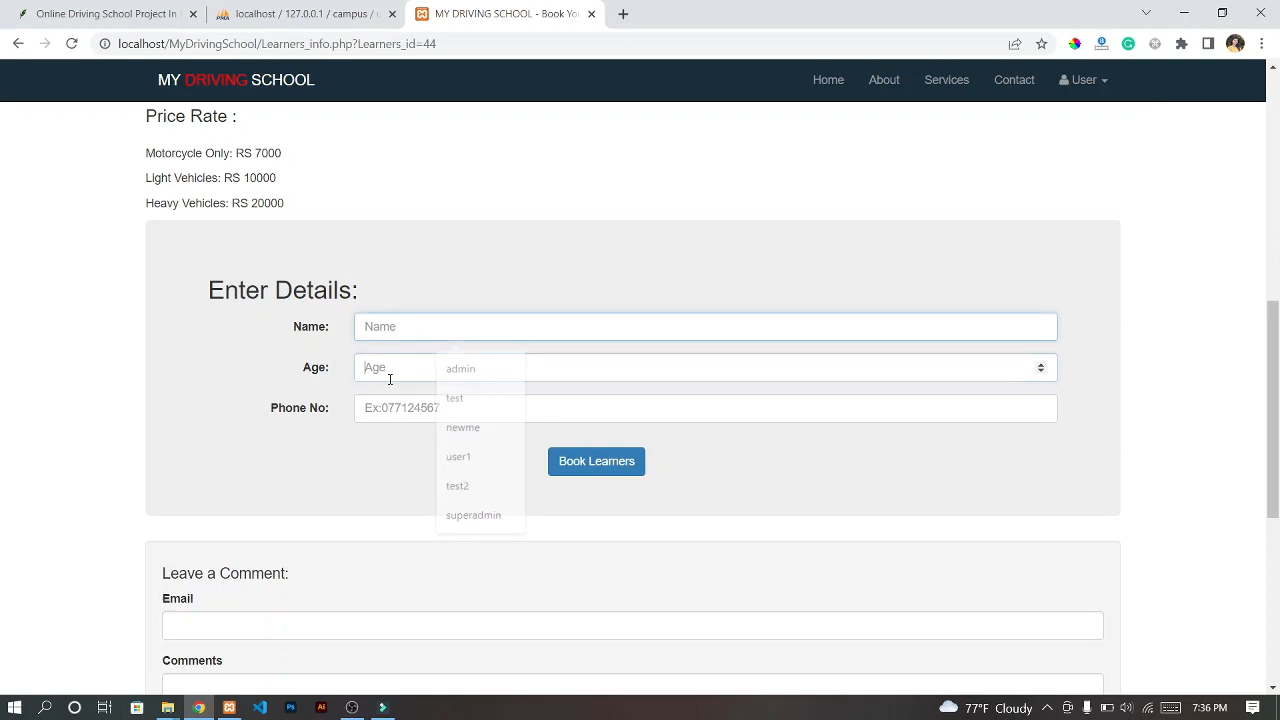 Online Driving School Project In
localhost / 127.0.0.1 / campus / u
MY DRIVING SCHOOL - Book You
localhost/MyDrivingSchool/Learners_info.php?Learners_id=44
MY DRIVING SCHOOL
Home
About
Services
Contact
User
Price Rate :
Motorcycle Only: RS 7000
Light Vehicles: RS 10000
Heavy Vehicles: RS 20000
Enter Details:
Name:
Name
Age:
Age
Phone No:
Ex:077124567
admin
test
newme
user1
test2
superadmin
Book Learners
Leave a Comment:
Email
Comments
77°F Cloudy
7:36 PM